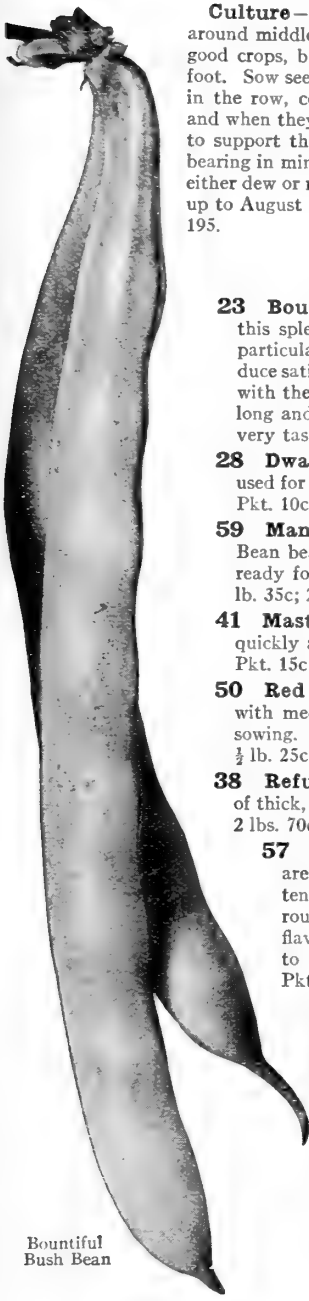 Culture—
around middle
good crops, b
foot. Sow see
in the row, c
and when they
to support th
bearing in min
either dew or r
up to August
195.
23 Bou
this sple
particula
duce sati
with the
long and
very tas
28 Dwa
used for
Pkt. 10c
59 Man
Bean bea
ready fo
lb. 35c; 2
41 Mast
quickly a
Pkt. 15c
50 Red
with med
sowing.
½ lb. 25c
38 Refu
of thick,
2 lbs. 70c
57
are
ten
rou
flav
to
Pkt
Bountiful
Bush Bean